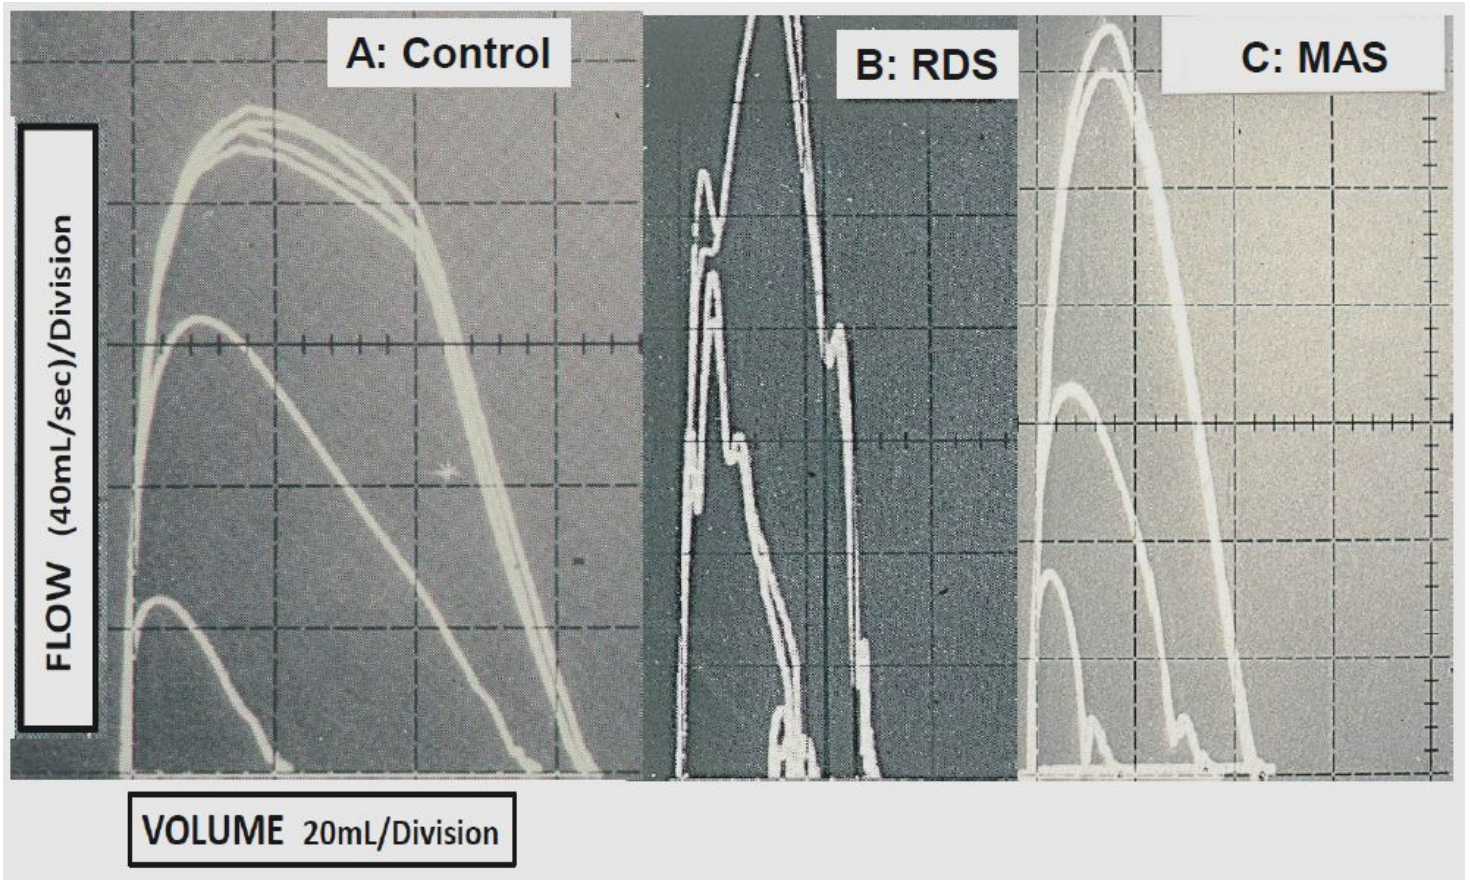 A: Control
B: RDS
C: MAS
FLOW (40mL/sec)/Division
VOLUME 20mL/Division